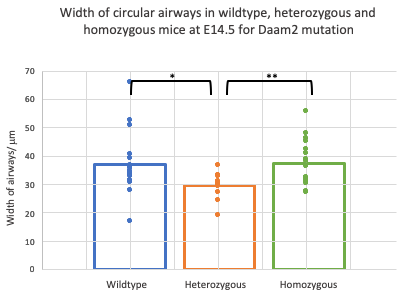 Width of circular airways in wildtype, heterozygous and
homozygous mice at E14.5 for Daam2 mutation
70
60
50
40
30
20
10
0
Width of airways/ µm
*
**
Wildtype Heterozygous Homozygous